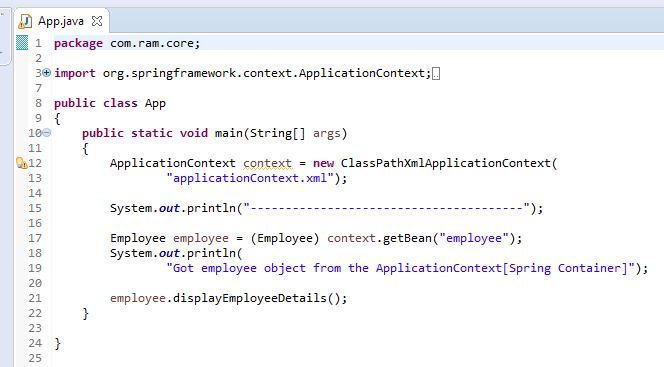 App.java
1 package com.ram.core;
2
3 import org.springframework.context.ApplicationContext;
7
8 public class App
9 {
10 public static void main(String[] args)
11 {
12 ApplicationContext context = new ClassPathXmlApplicationContext(
13 "applicationContext.xml");
14
15 System.out.println("---------------------------------------");
16
17 Employee employee = (Employee) context.getBean("employee");
18 System.out.println(
19 "Got employee object from the ApplicationContext[Spring Container]");
20
21 employee.displayEmployeeDetails();
22 }
23
24 }
25